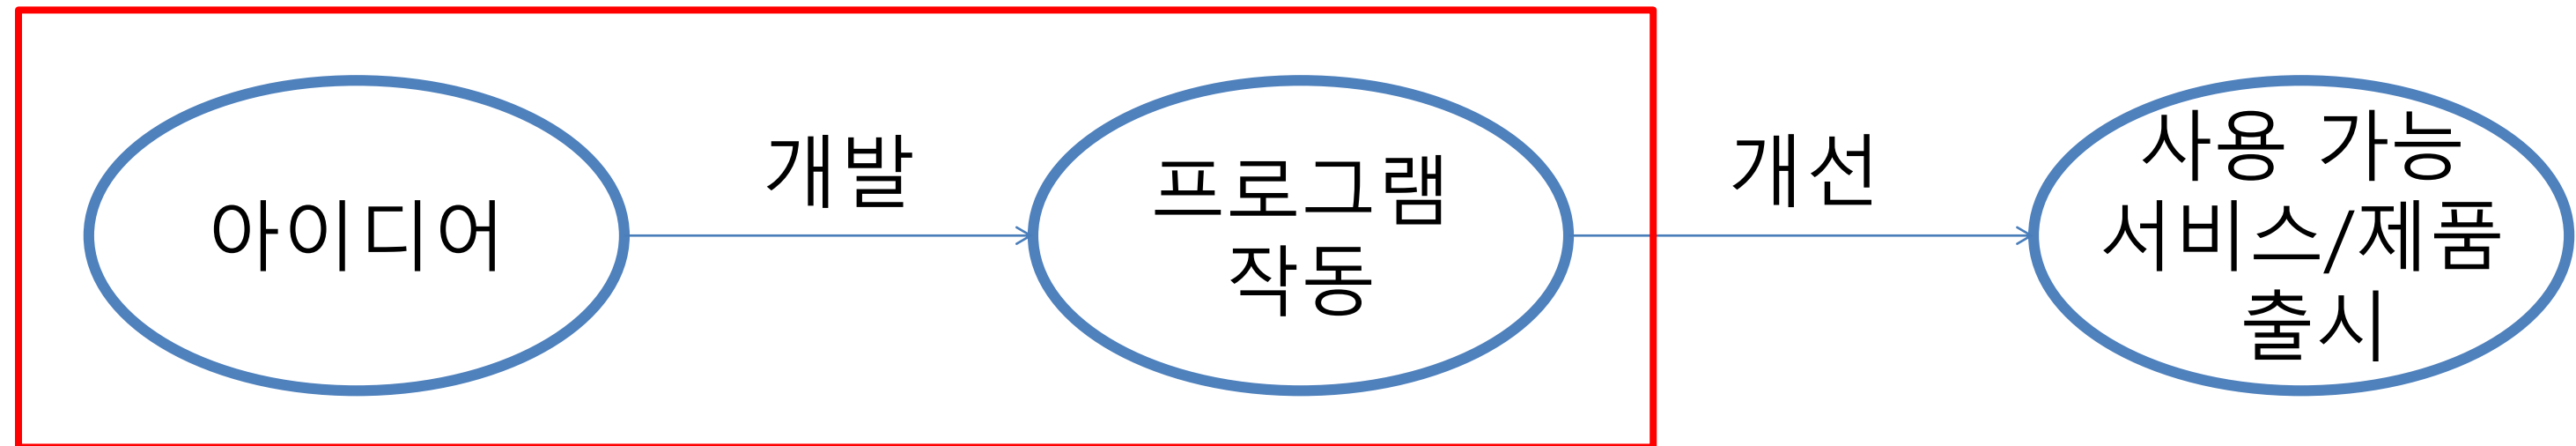 아이디어
개발
프로그램
작동
개선
사용 가능
서비스/제품
출시